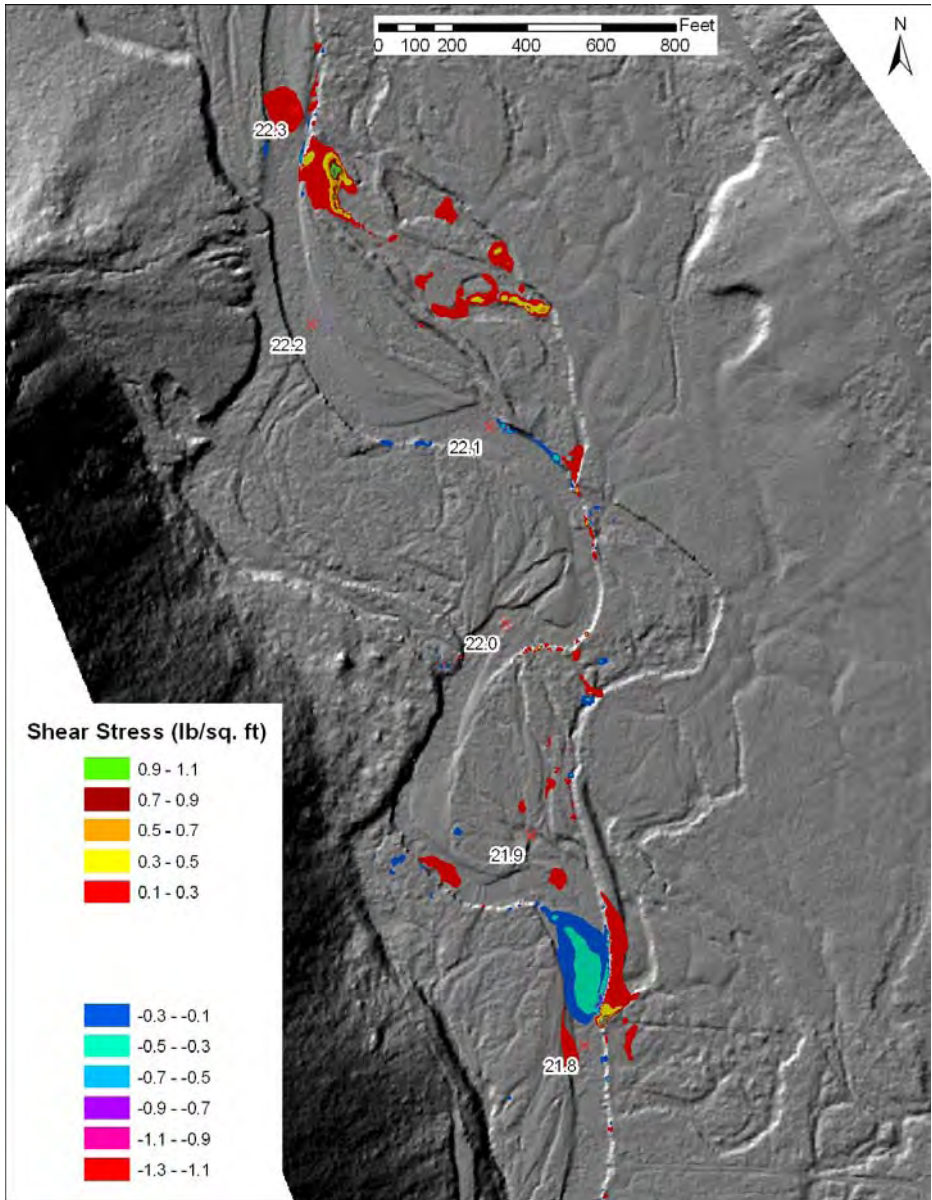 Feet
0 100 200 400 600 800
N
22.3
22.2
22.1
22.0
21.9
21.8
Shear Stress (lb/sq. ft)
0.9 - 1.1
0.7 - 0.9
0.5 - 0.7
0.3 - 0.5
0.1 - 0.3
-0.3 - -0.1
-0.5 - -0.3
-0.7 - -0.5
-0.9 - -0.7
-1.1 - -0.9
-1.3 - -1.1